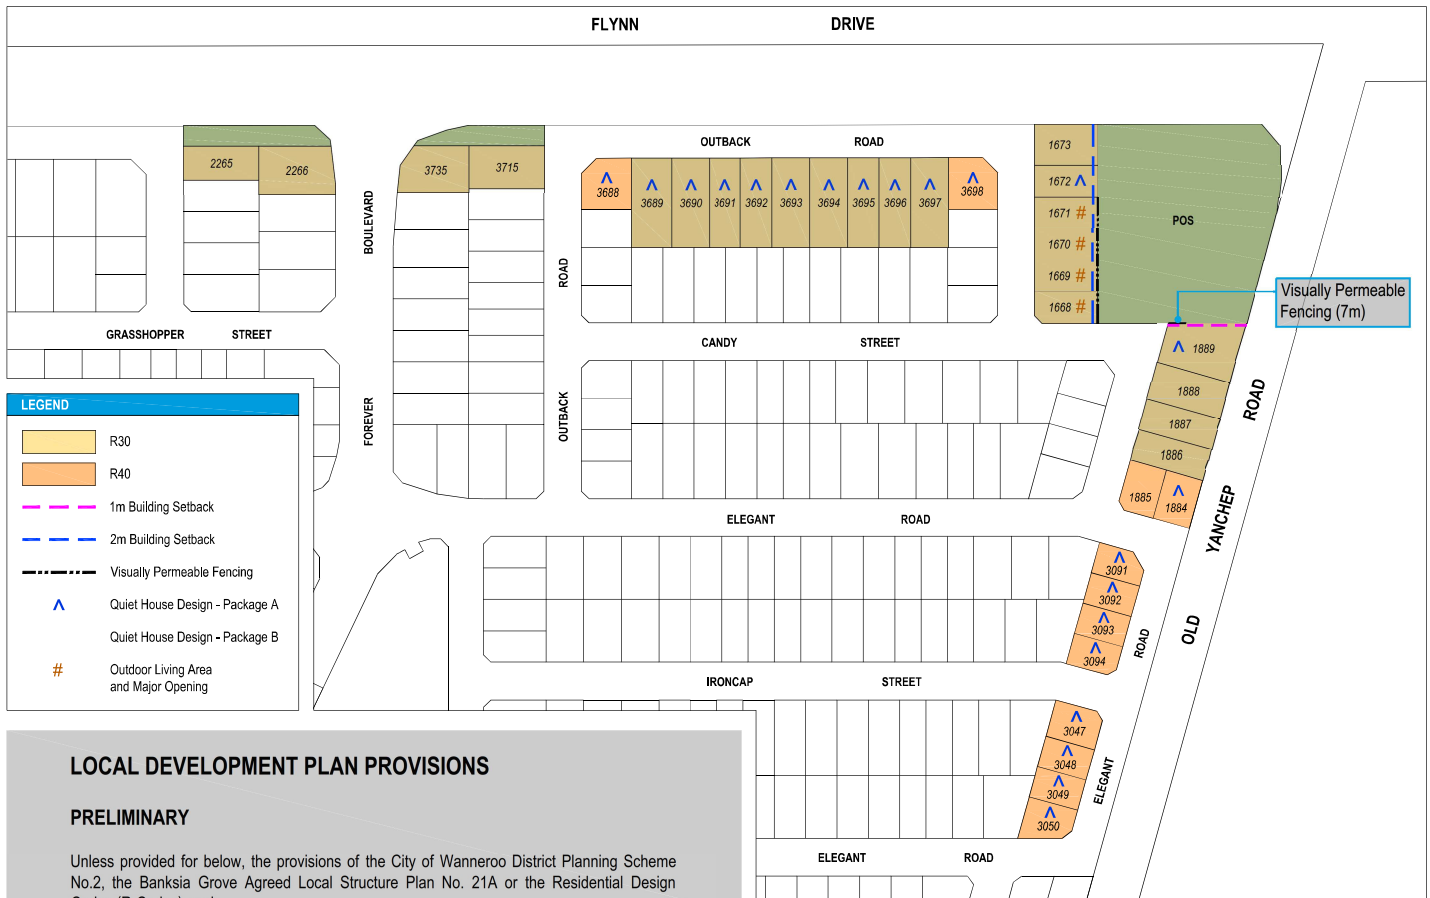 FLYNN DRIVE
OUTBACK ROAD
2265
2266
3735
3715
3688
3689
3690
3691
3692
3693
3694
3695
3696
3697
3698
1673
1672
1671 #
1670 #
1669 #
1668 #
POS
BOULEVARD
FOREVER
ROAD
OUTBACK
Visually Permeable
Fencing (7m)
GRASSHOPPER STREET
CANDY STREET
1889
1888
1887
1886
1885
1884
ROAD
YANCHEP
OLD
LEGEND
R30
R40
1m Building Setback
2m Building Setback
Visually Permeable Fencing
Quiet House Design - Package A
Quiet House Design - Package B
# Outdoor Living Area
and Major Opening
ELEGANT ROAD
3091
3092
3093
3094
ROAD
ELEGANT
IRONCAP STREET
3047
3048
3049
3050
ELEGANT ROAD
LOCAL DEVELOPMENT PLAN PROVISIONS
PRELIMINARY
Unless provided for below, the provisions of the City of Wanneroo District Planning Scheme
No.2, the Banksia Grove Agreed Local Structure Plan No. 21A or the Residential Design